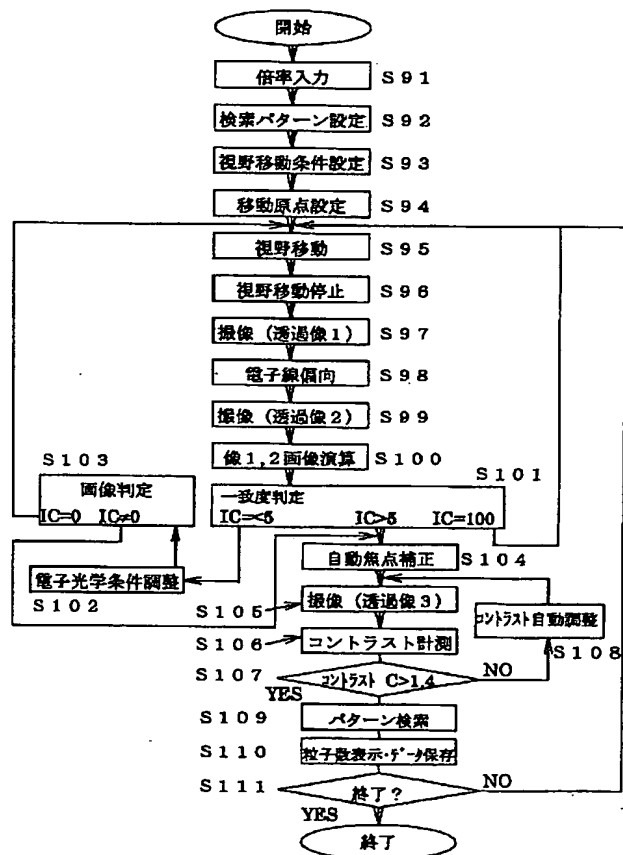 開始
倍率入力 S91
検索パターン設定 S92
視野移動条件設定 S93
移動原点設定 S94
視野移動 S95
視野移動停止 S96
撮像(透過像1) S97
電子線偏向 S98
撮像(透過像2) S99
像1,2画像演算 S100
S103
S101
画像判定
IC=0 IC≠0
一致度判定
IC=<5 IC>5 IC=100
電子光学条件調整
S102
自動焦点補正 S104
S105 撮像(透過像3)
コントラスト自動調整
S108
S106 コントラスト計測
S107 コントラスト C>1.4 NO
YES
S109 パターン検索
S110 粒子数表示・データ保存
S111 終了? NO
YES
終了